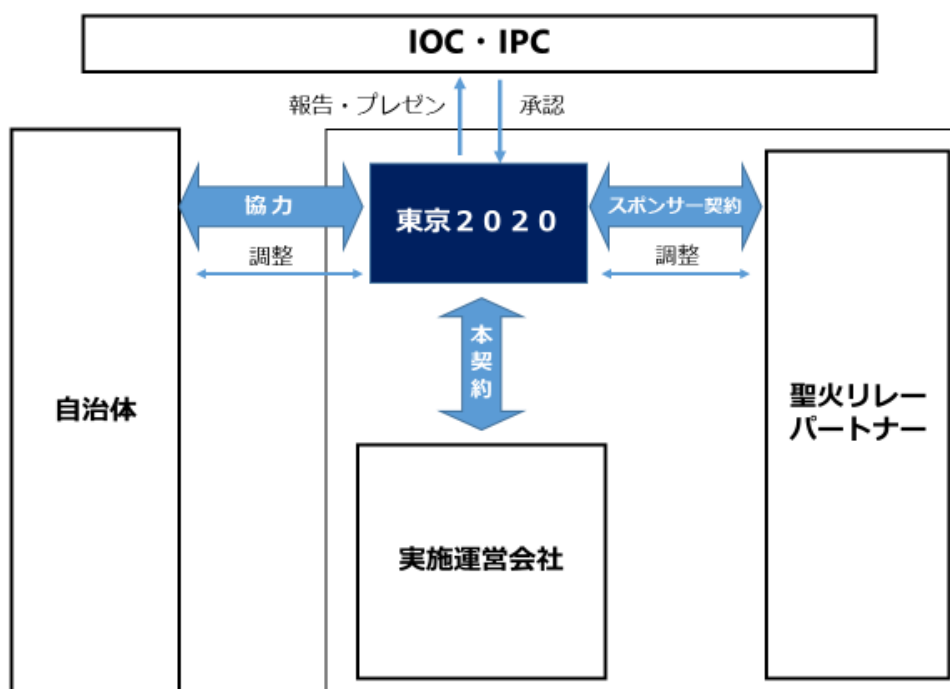 IOC・IPC
報告・プレゼン
承認
協力
東京２０２０
スポンサー契約
調整
調整
本契約
自治体
聖火リレー
パートナー
実施運営会社